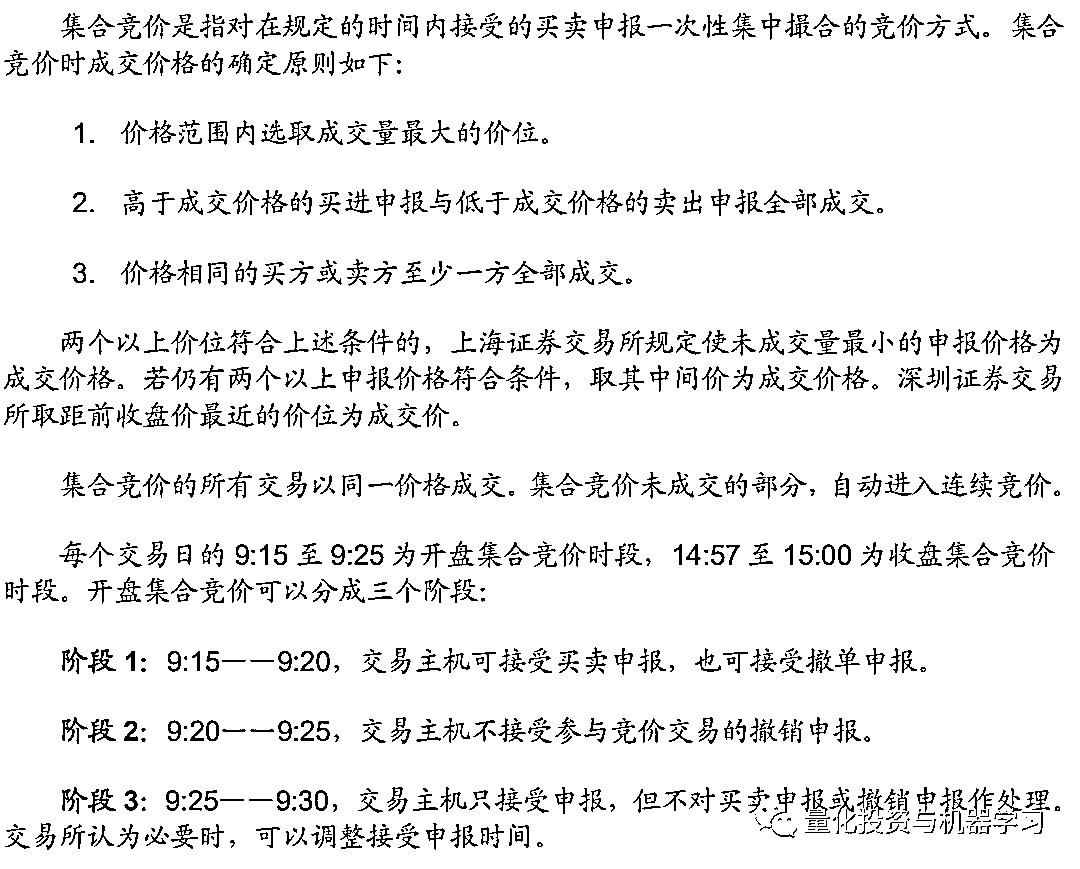 集合竞价是指对在规定的时间内接受的买卖申报一次性集中撮合的竞价方式。集合
竞价时成交价格的确定原则如下：
1. 价格范围内选取成交量最大的价位。
2. 高于成交价格的买进申报与低于成交价格的卖出申报全部成交。
3. 价格相同的买方或卖方至少一方全部成交。
两个以上价位符合上述条件的，上海证券交易所规定使未成交量最小的申报价格为
成交价格。若仍有两个以上申报价格符合条件，取其中间价为成交价格。深圳证券交易
所取距前收盘价最近的价位为成交价。
集合竞价的所有交易以同一价格成交。集合竞价未成交的部分，自动进入连续竞价。
每个交易日的 9:15 至 9:25 为开盘集合竞价时段，14:57 至 15:00 为收盘集合竞价
时段。开盘集合竞价可以分成三个阶段：
阶段 1：9:15——9:20，交易主机可接受买卖申报，也可接受撤单申报。
阶段 2：9:20——9:25，交易主机不接受参与竞价交易的撤销申报。
阶段 3：9:25——9:30，交易主机只接受申报，但不对买卖申报或撤销申报作处理。
交易所认为必要时，可以调整接受申报时间。
量化投资与机器学习